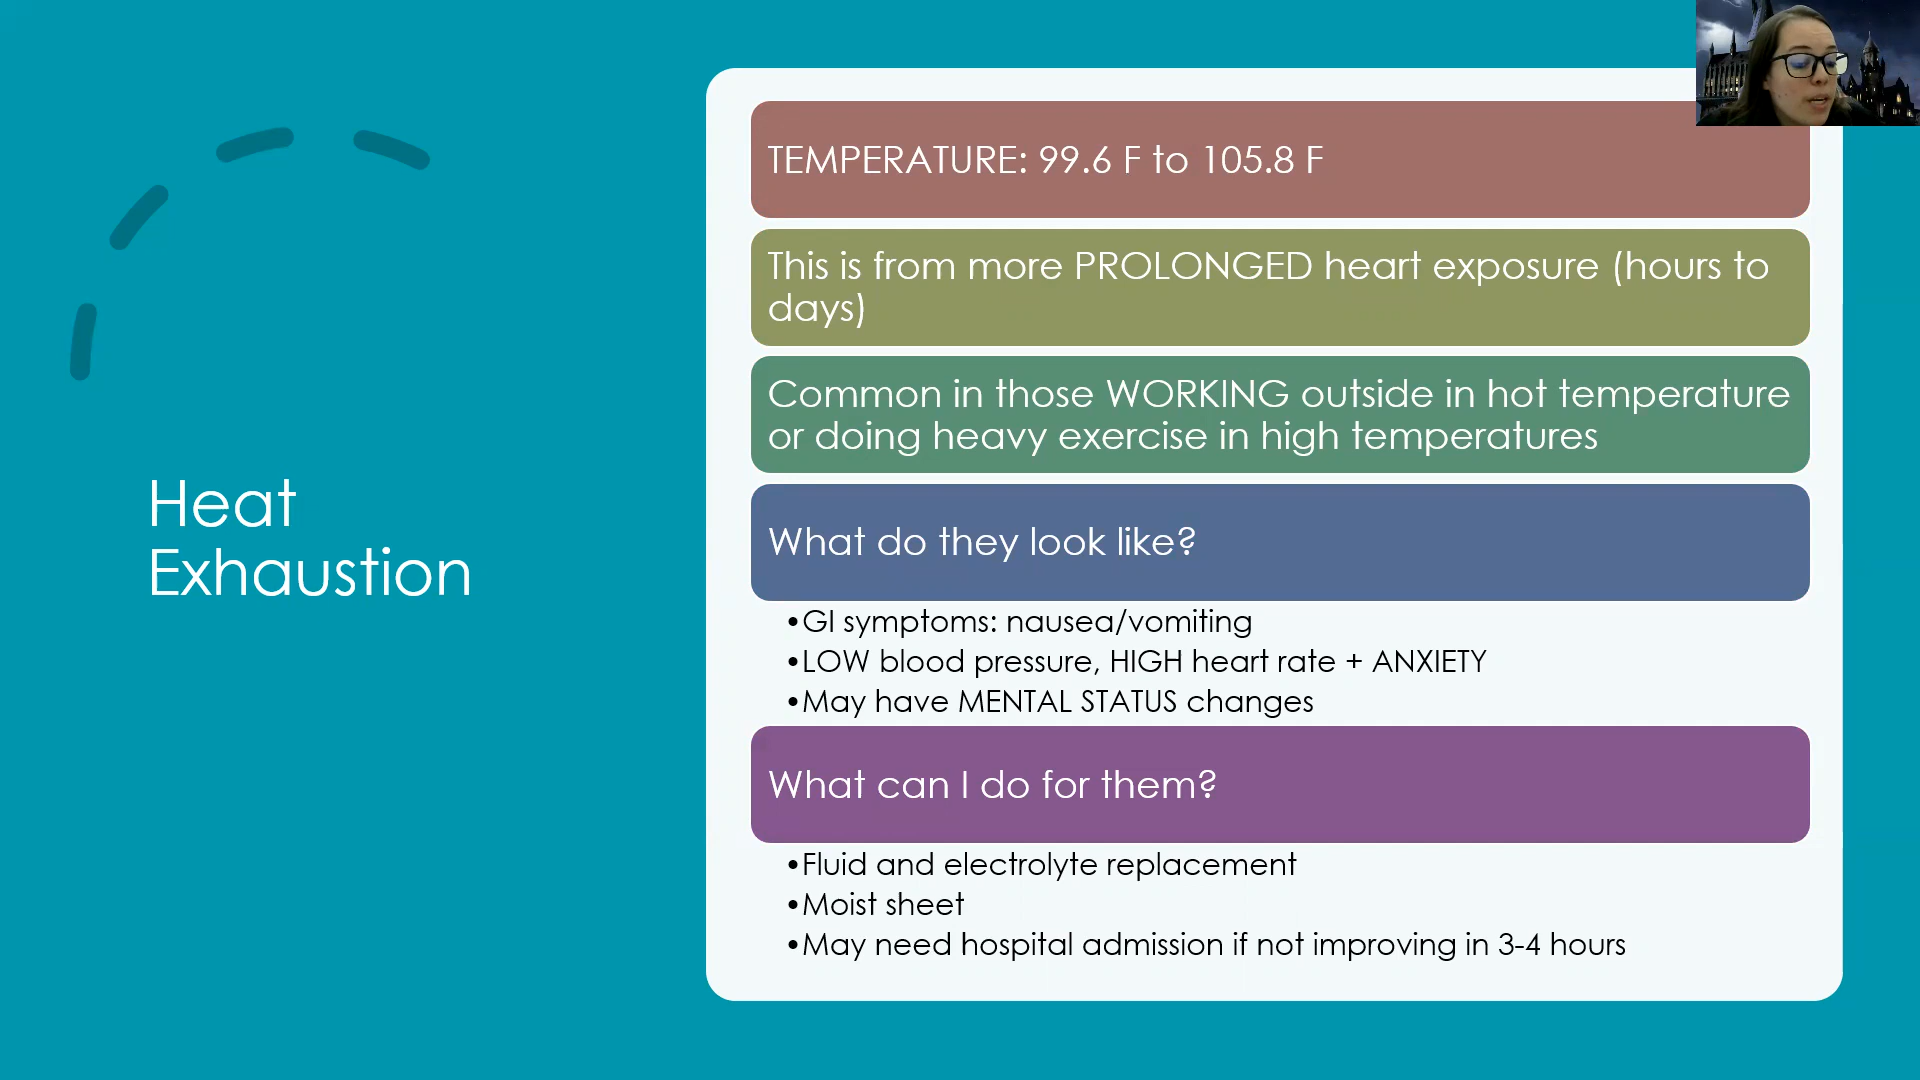 Heat
Exhaustion
TEMPERATURE: 99.6 F to 105.8 F
This is from more PROLONGED heart exposure (hours to
days)
Common in those WORKING outside in hot temperature
or doing heavy exercise in high temperatures
What do they look like?
•GI symptoms: nausea/vomiting
•LOW blood pressure, HIGH heart rate + ANXIETY
•May have MENTAL STATUS changes
What can I do for them?
•Fluid and electrolyte replacement
•Moist sheet
•May need hospital admission if not improving in 3-4 hours